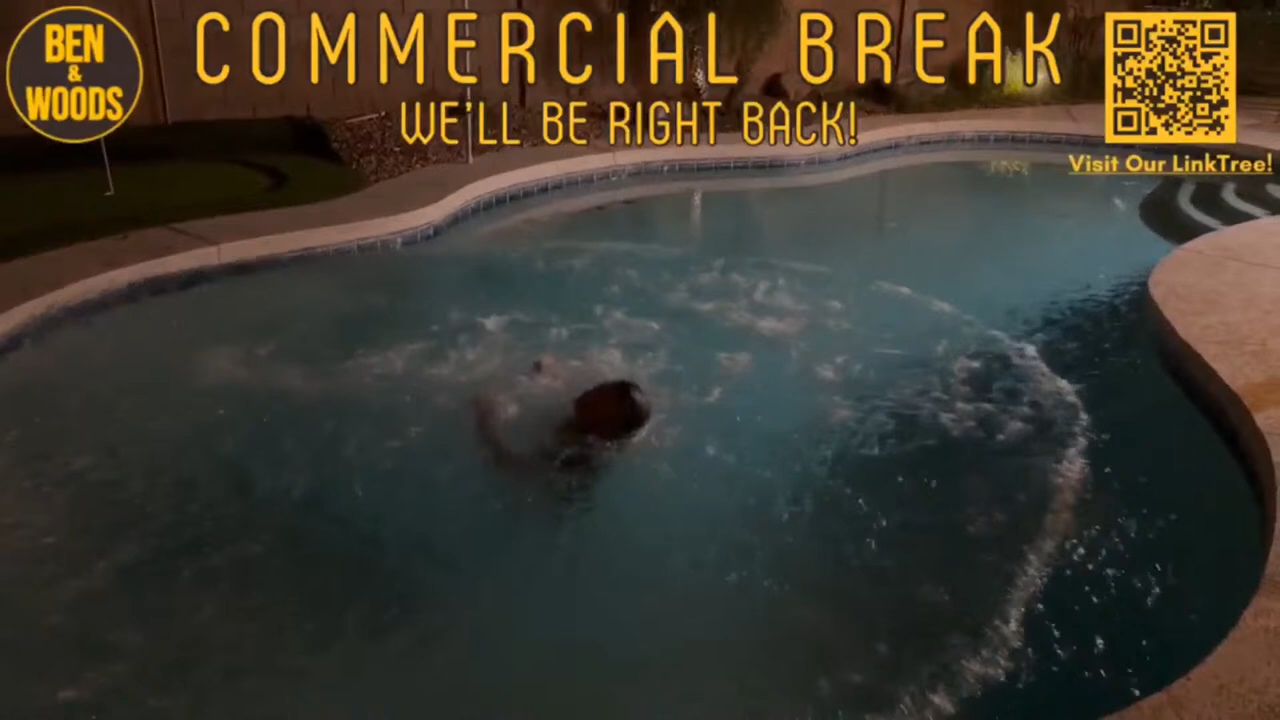 BEN
&
WOODS
COMMERCIAL BREAK
WE'LL BE RIGHT BACK!
Visit Our LinkTree!